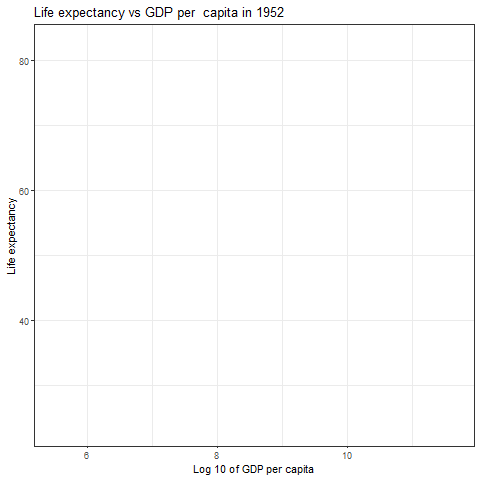 Life expectancy vs GDP per  capita in 1952
80
60
40
Life expectancy
6 8 10
Log 10 of GDP per capita